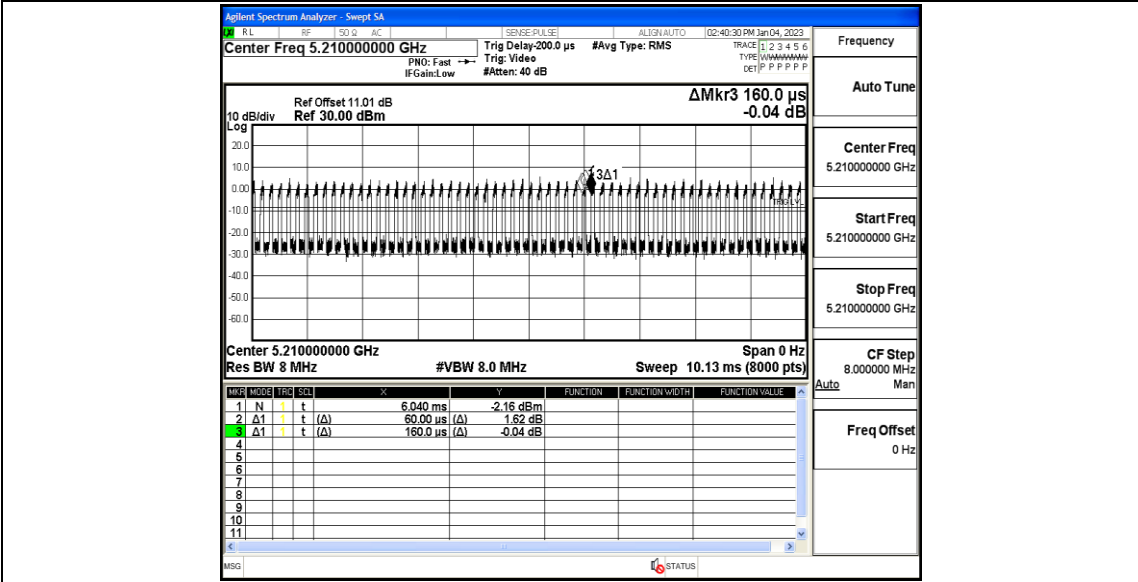 Agilent Spectrum Analyzer - Swept SA
RL RF 50 Ω AC SENSE:PULSE ALIGN AUTO 02:40:30 PM Jan 04, 2023
Center Freq 5.210000000 GHz
PNO: Fast
IFGain:Low
Trig Delay-200.0 µs
Trig: Video
#Atten: 40 dB
#Avg Type: RMS
TRACE 1 2 3 4 5 6
TYPE WWWWWW
DET P P P P P P
Ref Offset 11.01 dB
Ref 30.00 dBm
10 dB/div
Log
ΔMkr3 160.0 µs
-0.04 dB
20.0
10.0
0.00
-10.0
-20.0
-30.0
-40.0
-50.0
-60.0
3Δ1
TRIG LVL
Center 5.210000000 GHz Span 0 Hz
Res BW 8 MHz #VBW 8.0 MHz Sweep 10.13 ms (8000 pts)
MKR MODE TRC SCL X Y FUNCTION FUNCTION WIDTH FUNCTION VALUE
1 N 1 t 6.040 ms -2.16 dBm
2 Δ1 1 t (Δ) 60.00 µs (Δ) 1.62 dB
3 Δ1 1 t (Δ) 160.0 µs (Δ) -0.04 dB
4
5
6
7
8
9
10
11
MSG STATUS
Frequency
Auto Tune
Center Freq
5.210000000 GHz
Start Freq
5.210000000 GHz
Stop Freq
5.210000000 GHz
CF Step
8.000000 MHz
Auto Man
Freq Offset
0 Hz